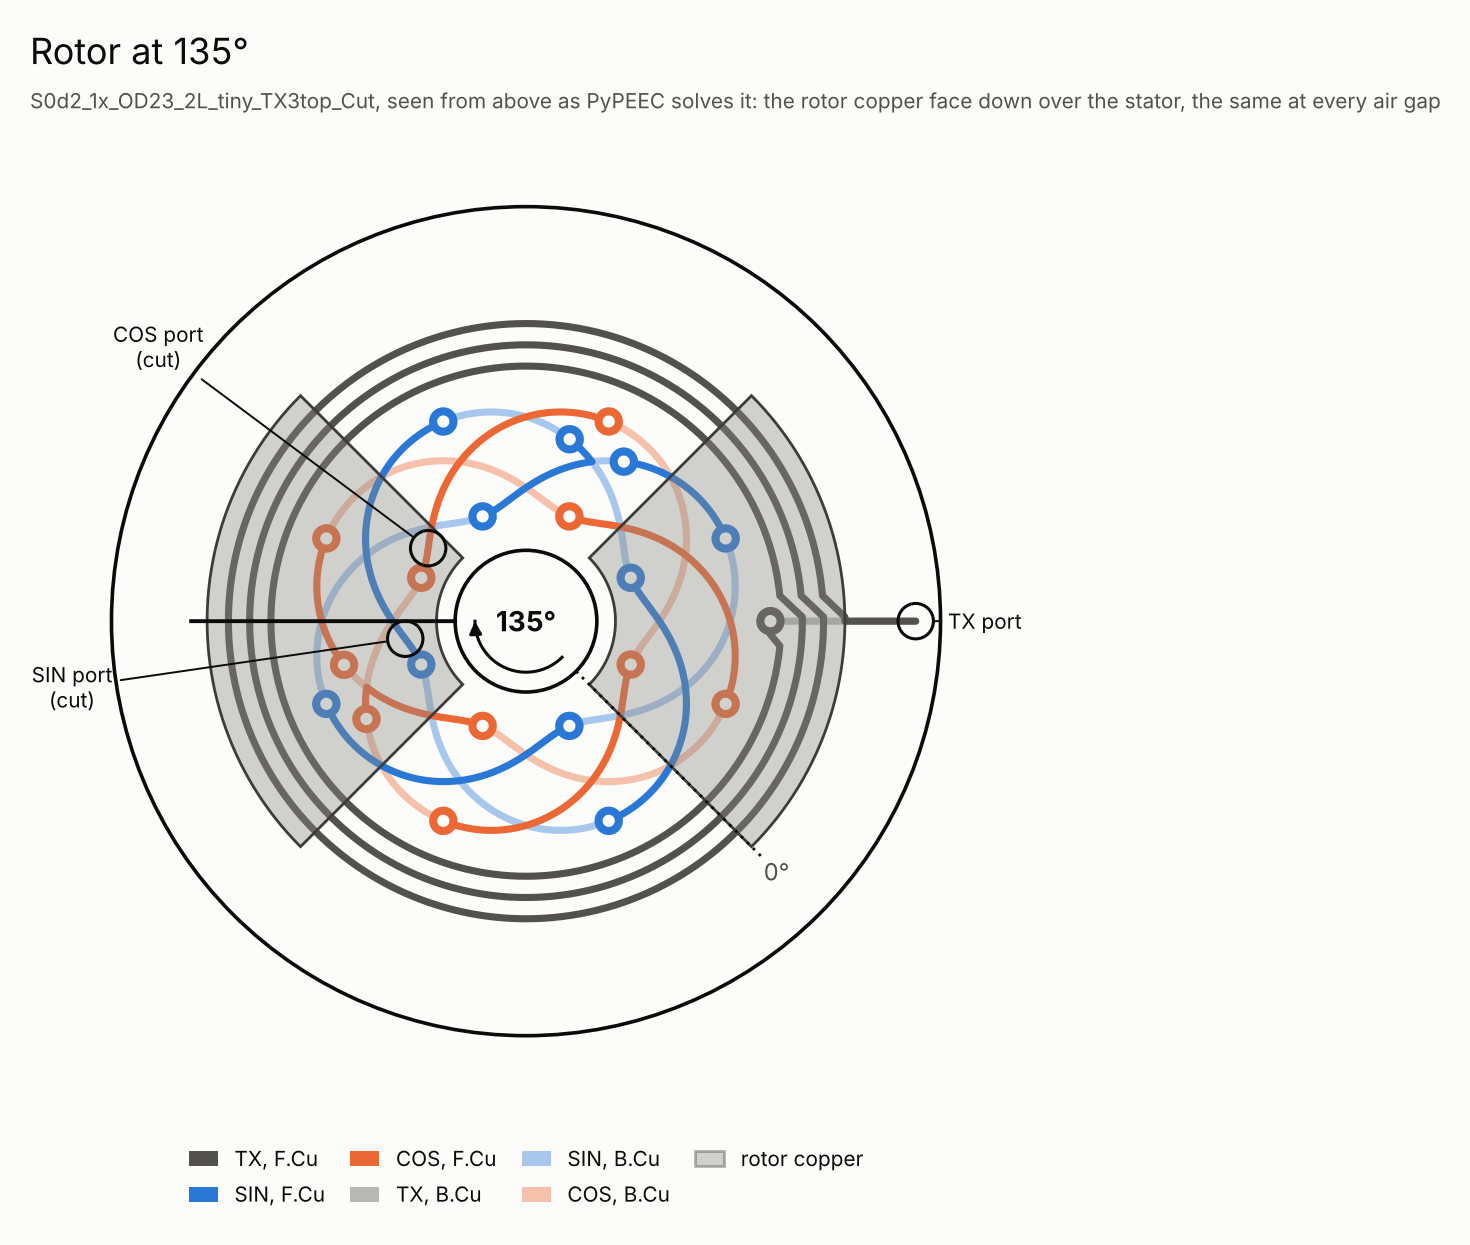 Rotor at 135°
S0d2_1x_OD23_2L_tiny_TX3top_Cut, seen from above as PyPEEC solves it: the rotor copper face down over the stator, the same at every air gap
COS port
(cut)
135°
TX port
SIN port
(cut)
0°
TX, F.Cu
COS, F.Cu
SIN, B.Cu
rotor copper
SIN, F.Cu
TX, B.Cu
COS, B.Cu